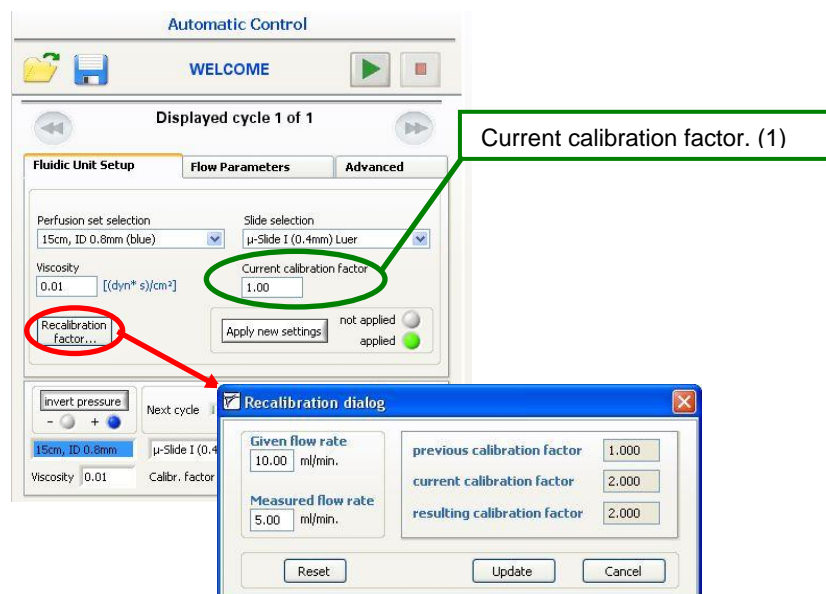 Automatic Control
WELCOME
Displayed cycle 1 of 1
Current calibration factor. (1)
Fluidic Unit Setup Flow Parameters Advanced
Perfusion set selection Slide selection
15cm, ID 0.8mm (blue) µ-Slide I (0.4mm) Luer
Viscosity Current calibration factor
0.01 [(dyn* s)/cm²] 1.00
Recalibration
factor...
Apply new settings
not applied
applied
invert pressure
- +
Next cycle
15cm, ID 0.8mm µ-Slide I (0.4
Viscosity 0.01 Calibr. factor
Recalibration dialog
Given flow rate
10.00 ml/min.
Measured flow rate
5.00 ml/min.
previous calibration factor 1.000
current calibration factor 2.000
resulting calibration factor 2.000
Reset Update Cancel